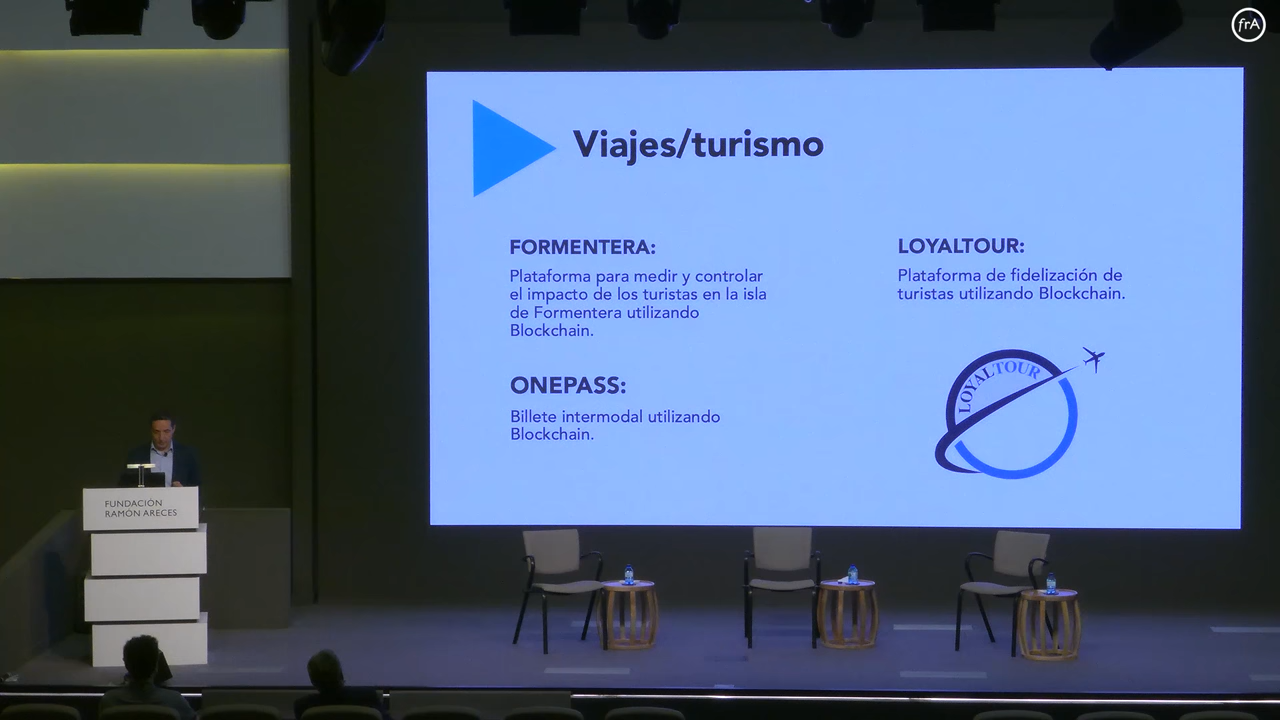 frA
Viajes/turismo
FORMENTERA:
Plataforma para medir y controlar
el impacto de los turistas en la isla
de Formentera utilizando
Blockchain.
ONEPASS:
Billete intermodal utilizando
Blockchain.
LOYALTOUR:
Plataforma de fidelización de
turistas utilizando Blockchain.
LOYALTOUR
FUNDACIÓN
RAMÓN ARECES